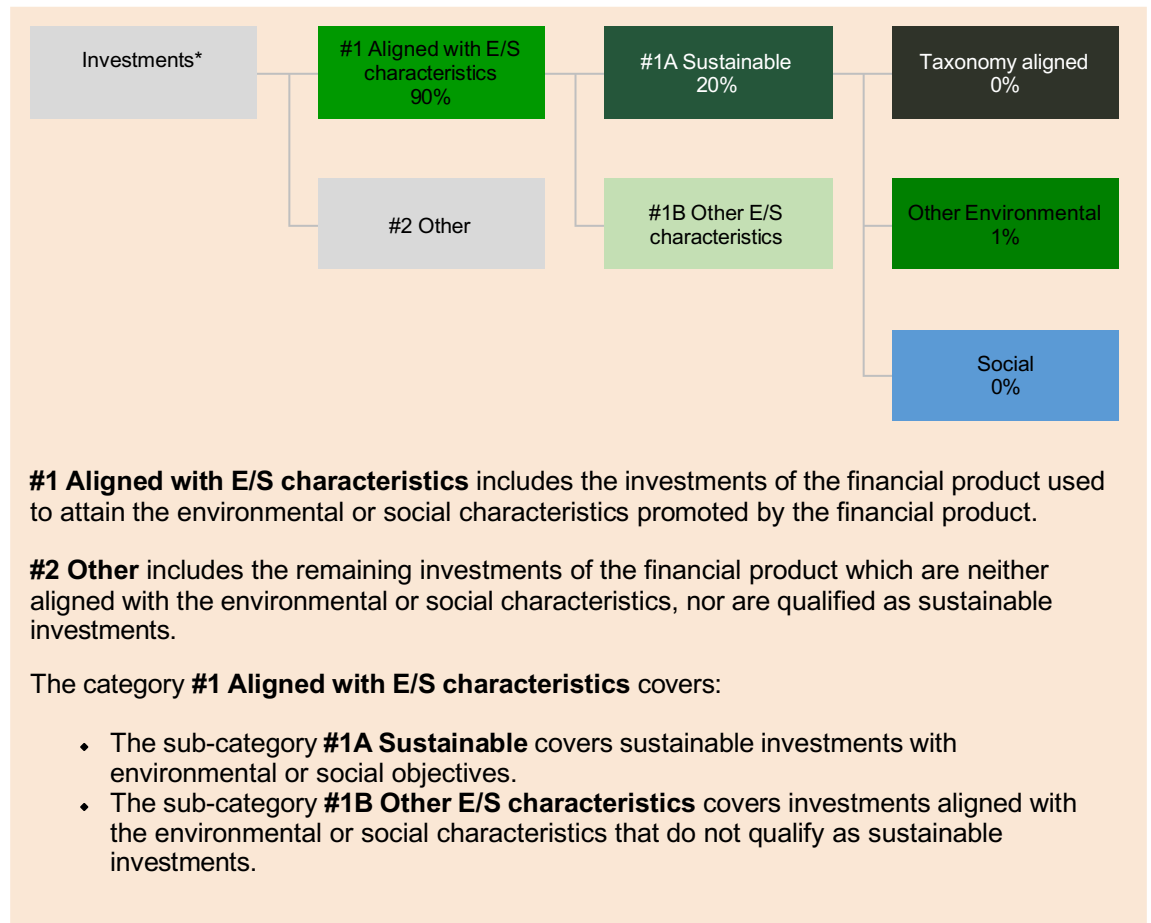 Investments*
#1 Aligned with E/S
characteristics
90%
#1A Sustainable
20%
Taxonomy aligned
0%
#2 Other
#1B Other E/S
characteristics
Other Environmental
1%
Social
0%
#1 Aligned with E/S characteristics includes the investments of the financial product used
to attain the environmental or social characteristics promoted by the financial product.
#2 Other includes the remaining investments of the financial product which are neither
aligned with the environmental or social characteristics, nor are qualified as sustainable
investments.
The category #1 Aligned with E/S characteristics covers:
⬥ The sub-category #1A Sustainable covers sustainable investments with
environmental or social objectives.
⬥ The sub-category #1B Other E/S characteristics covers investments aligned with
the environmental or social characteristics that do not qualify as sustainable
investments.